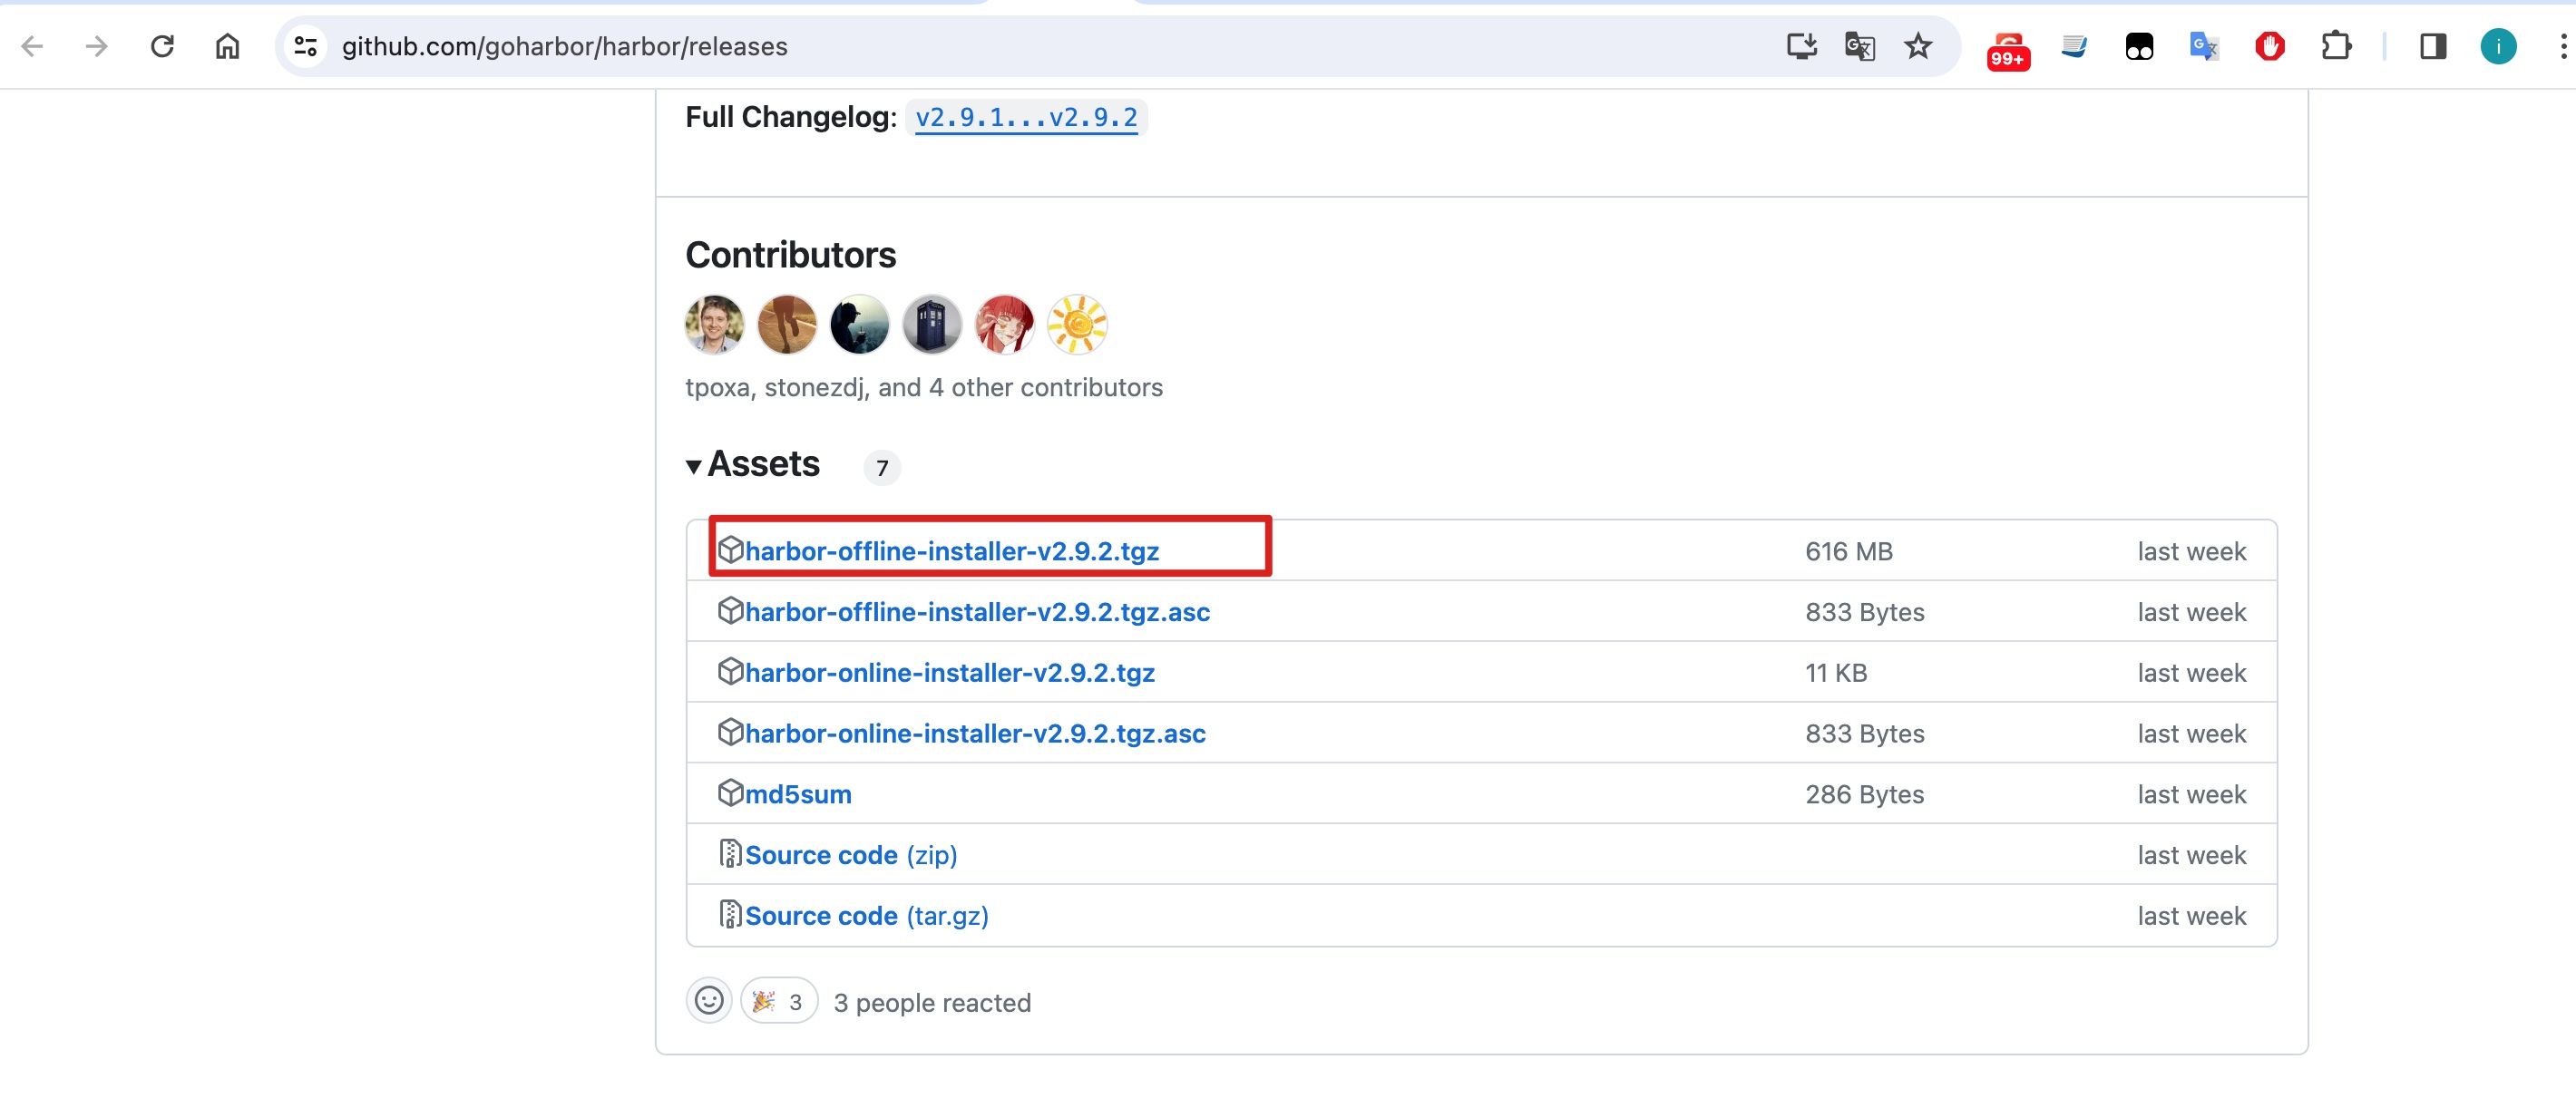 github.com/goharbor/harbor/releases
99+
i
Full Changelog: v2.9.1...v2.9.2
Contributors
tpoxa, stonezdj, and 4 other contributors
Assets 7
harbor-offline-installer-v2.9.2.tgz 616 MB last week
harbor-offline-installer-v2.9.2.tgz.asc 833 Bytes last week
harbor-online-installer-v2.9.2.tgz 11 KB last week
harbor-online-installer-v2.9.2.tgz.asc 833 Bytes last week
md5sum 286 Bytes last week
Source code (zip) last week
Source code (tar.gz) last week
3 3 people reacted